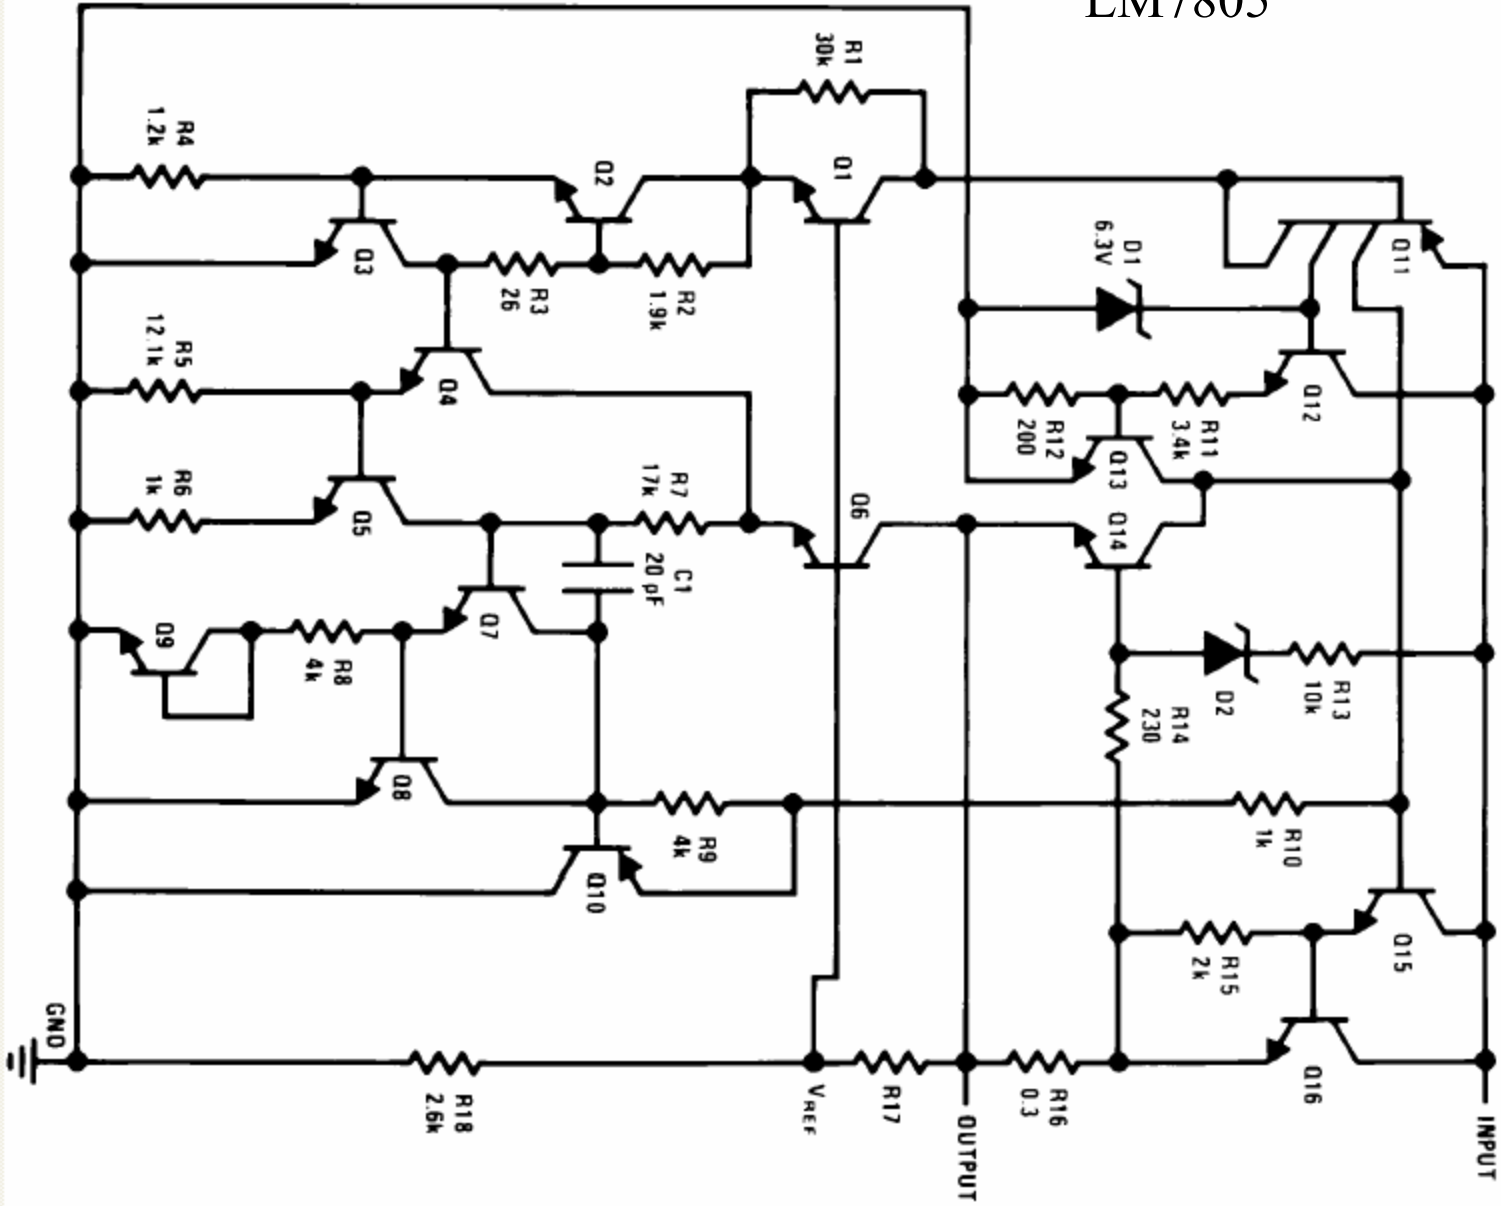 LM7805
R1
30k
R4
1.2k
Q2
Q1
Q3
R3
26
R2
1.9k
D1
6.3V
Q11
R5
12.1k
Q4
Q12
R12
200
R11
3.4k
Q13
R6
1k
Q5
R7
17k
Q6
Q14
C1
20 pF
Q7
Q9
R8
4k
D2
R13
10k
R14
230
Q8
R9
4k
R10
1k
Q10
Q15
R15
2k
GND
R18
2.6k
VREF
R17
R16
0.3
Q16
OUTPUT
INPUT